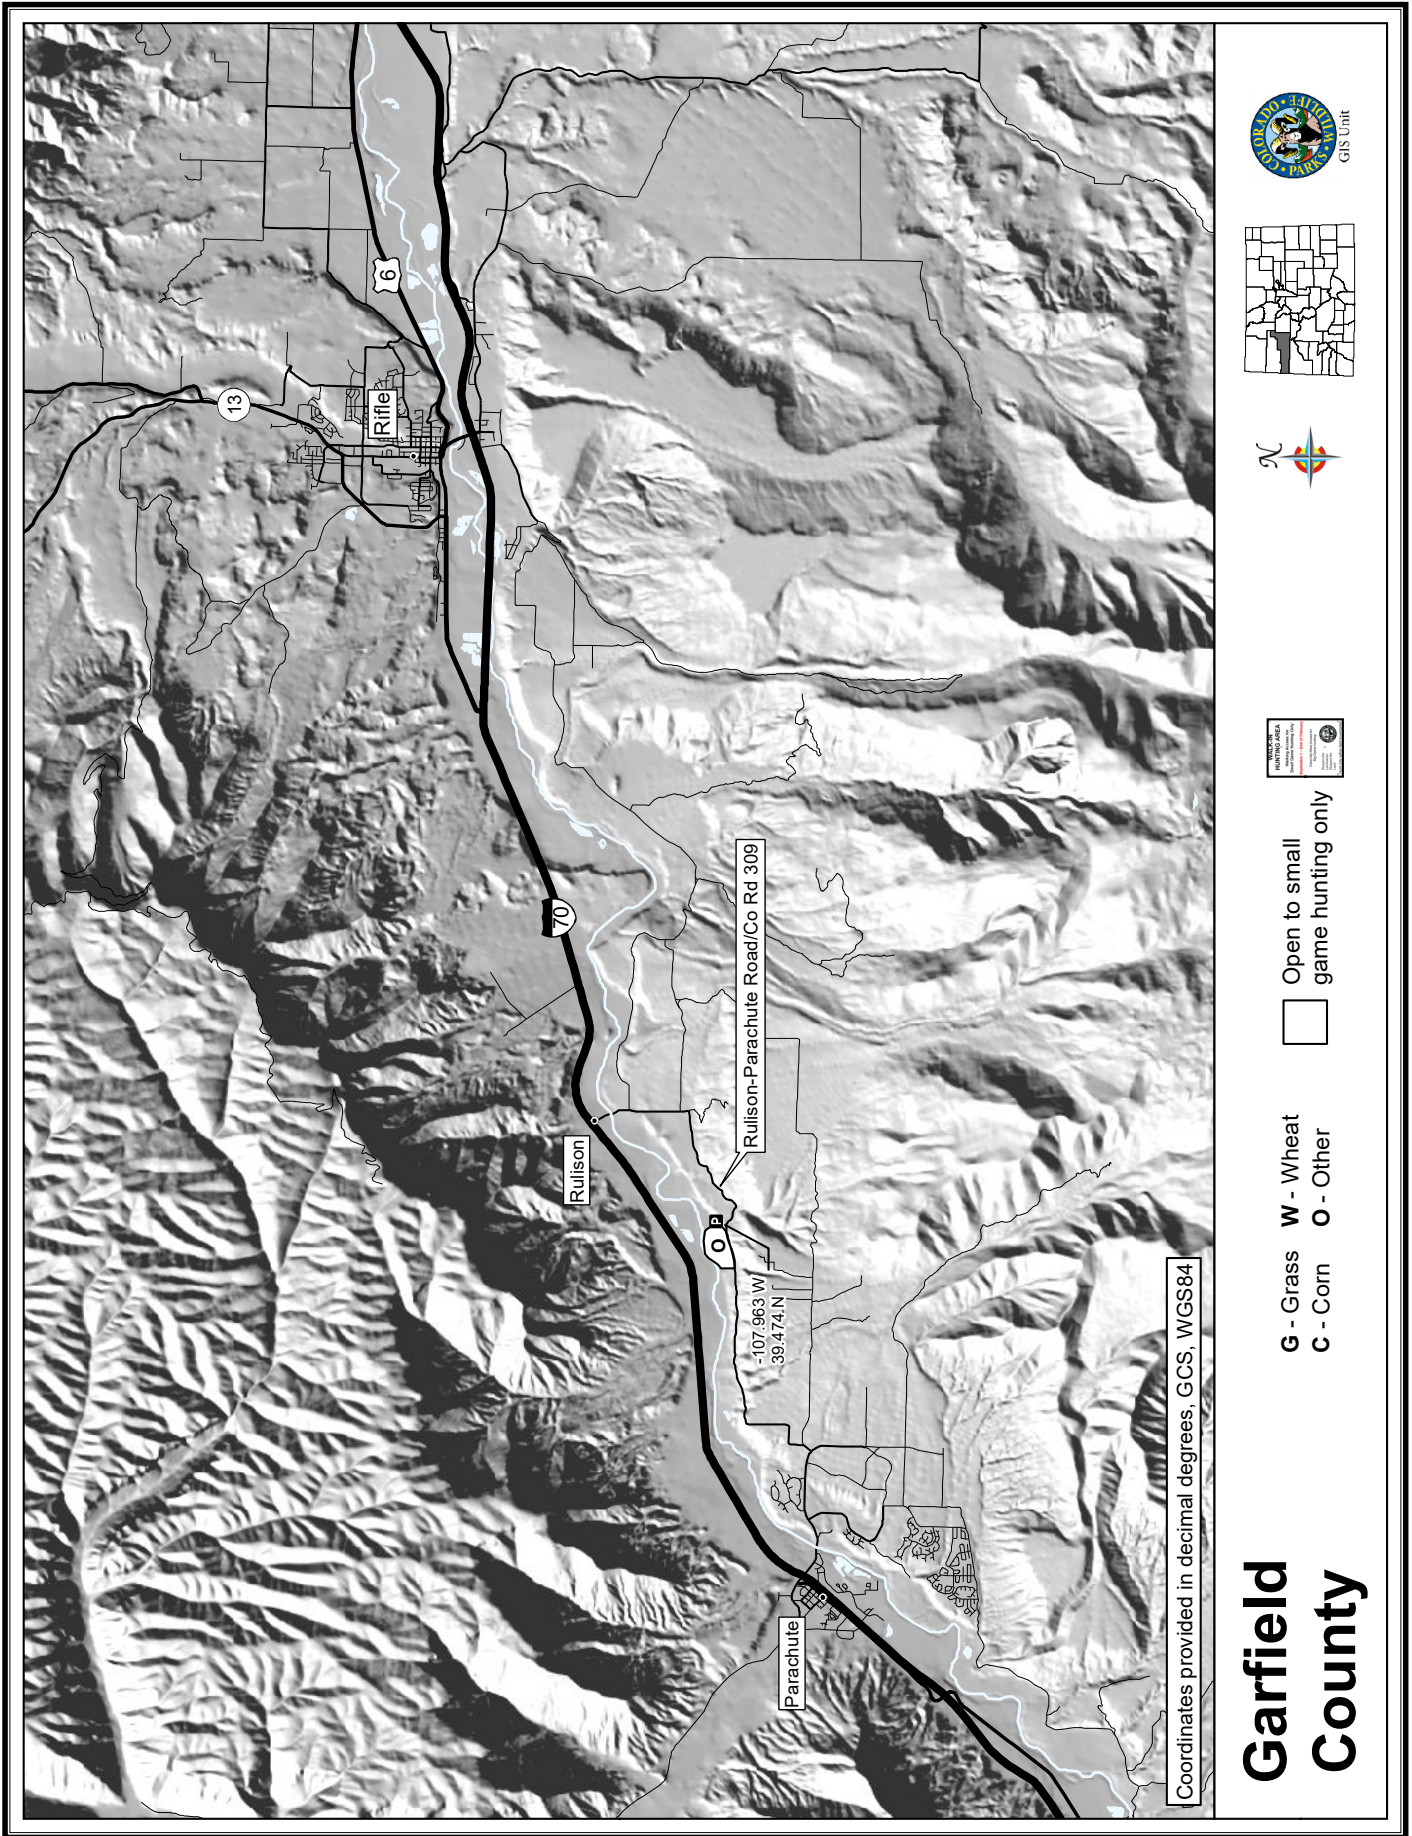 13
6
Rifle
70
Rulison
Rulison-Parachute Road/Co Rd 309
O
P
-107.963 W
39.474 N
Parachute
Coordinates provided in decimal degrees, GCS, WGS84
Garfield
County
G - Grass W - Wheat
C - Corn O - Other
Open to small
game hunting only
WALK-IN
HUNTING AREA
N
COLORADO
PARKS • WILDLIFE
GIS Unit